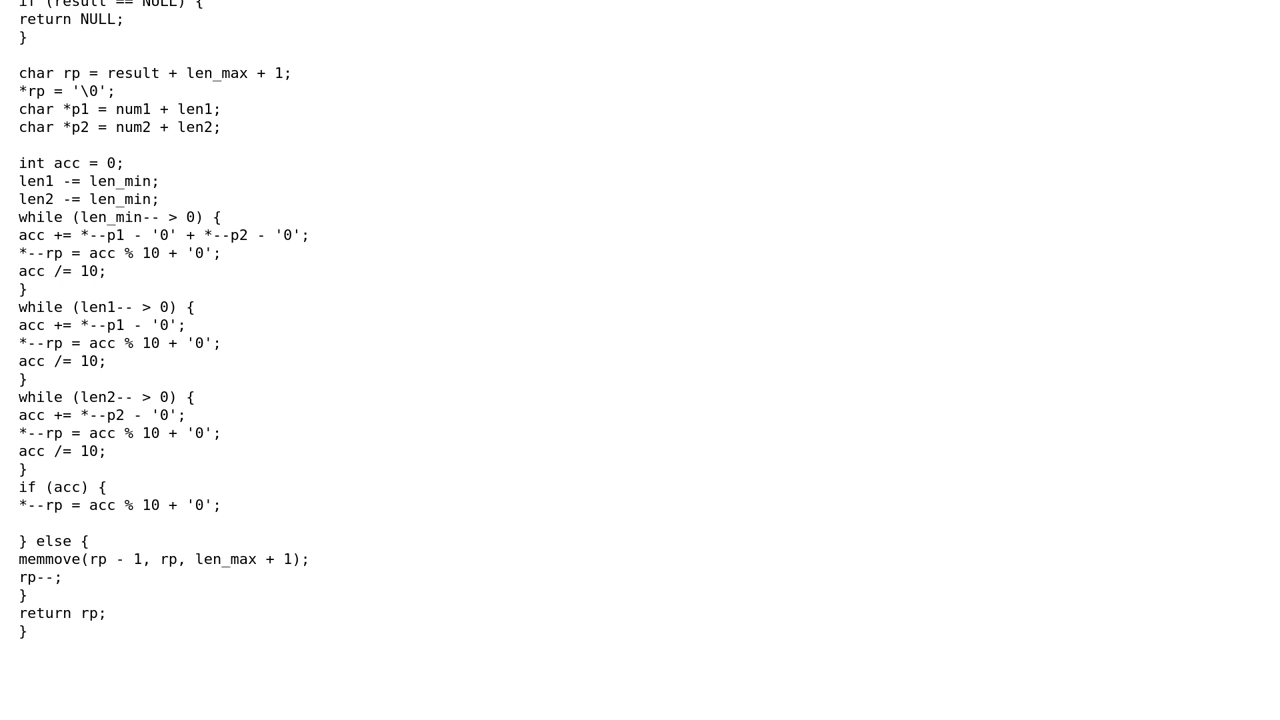 if (result == NULL) {
return NULL;
}
char rp = result + len_max + 1;
*rp = '\0';
char *p1 = num1 + len1;
char *p2 = num2 + len2;
int acc = 0;
len1 -= len_min;
len2 -= len_min;
while (len_min-- > 0) {
acc += *--p1 - '0' + *--p2 - '0';
*--rp = acc % 10 + '0';
acc /= 10;
}
while (len1-- > 0) {
acc += *--p1 - '0';
*--rp = acc % 10 + '0';
acc /= 10;
}
while (len2-- > 0) {
acc += *--p2 - '0';
*--rp = acc % 10 + '0';
acc /= 10;
}
if (acc) {
*--rp = acc % 10 + '0';
} else {
memmove(rp - 1, rp, len_max + 1);
rp--;
}
return rp;
}